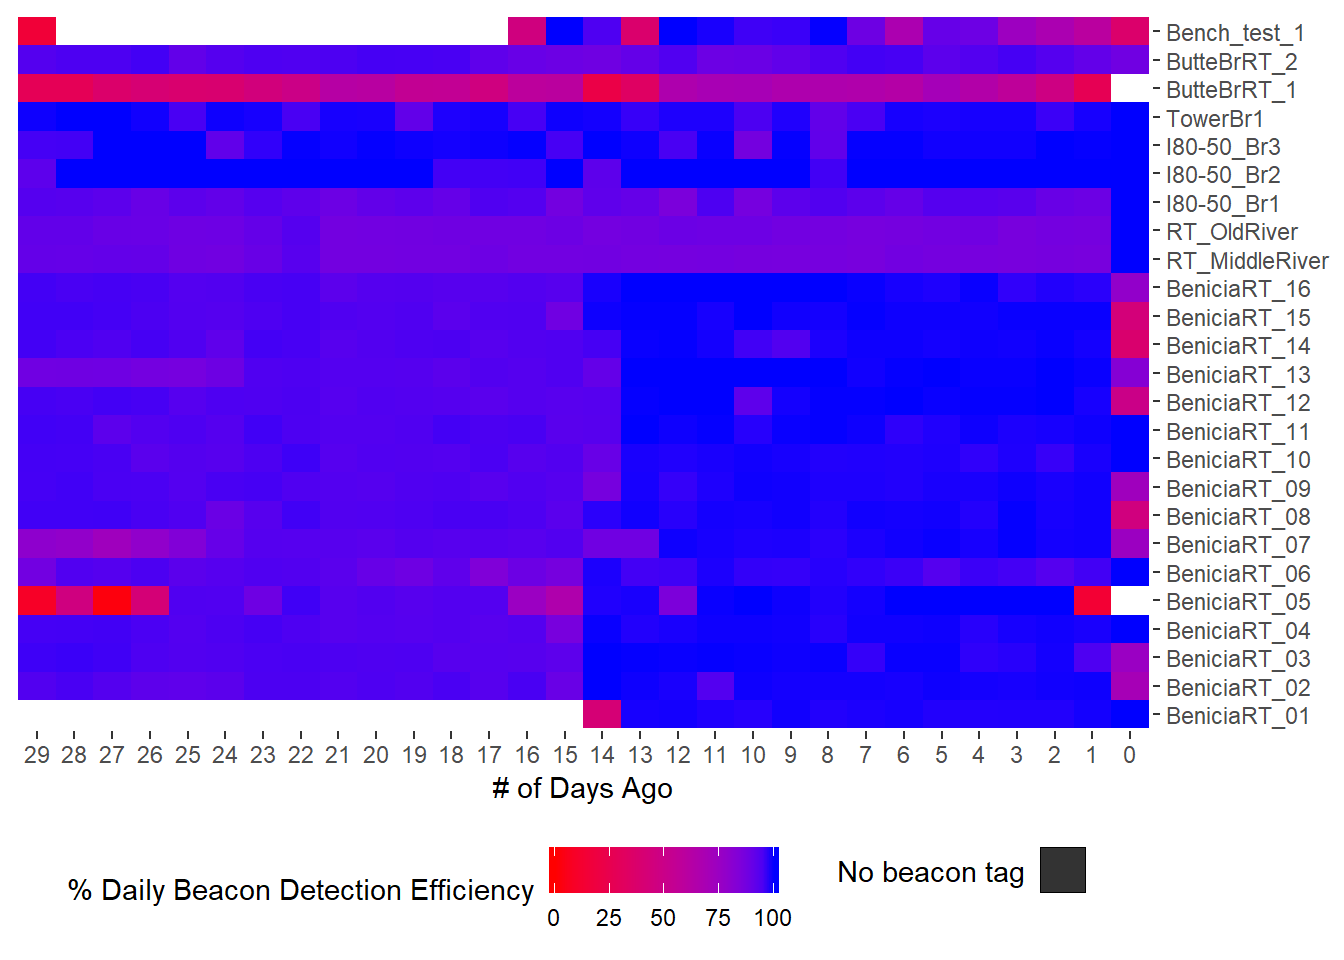 Bench_test_1
ButteBrRT_2
ButteBrRT_1
TowerBr1
I80-50_Br3
I80-50_Br2
I80-50_Br1
RT_OldRiver
RT_MiddleRiver
BeniciaRT_16
BeniciaRT_15
BeniciaRT_14
BeniciaRT_13
BeniciaRT_12
BeniciaRT_11
BeniciaRT_10
BeniciaRT_09
BeniciaRT_08
BeniciaRT_07
BeniciaRT_06
BeniciaRT_05
BeniciaRT_04
BeniciaRT_03
BeniciaRT_02
BeniciaRT_01
29 28 27 26 25 24 23 22 21 20 19 18 17 16 15 14 13 12 11 10 9 8 7 6 5 4 3 2 1 0
# of Days Ago
% Daily Beacon Detection Efficiency
0 25 50 75 100
No beacon tag